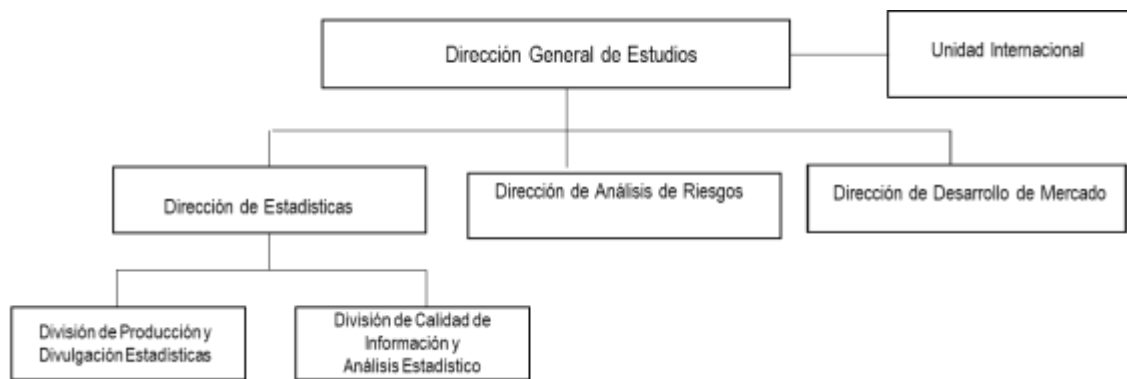 Dirección General de Estudios
Unidad Internacional
Dirección de Estadísticas
Dirección de Análisis de Riesgos
Dirección de Desarrollo de Mercado
División de Producción y
Divulgación Estadísticas
División de Calidad de
Información y
Análisis Estadístico